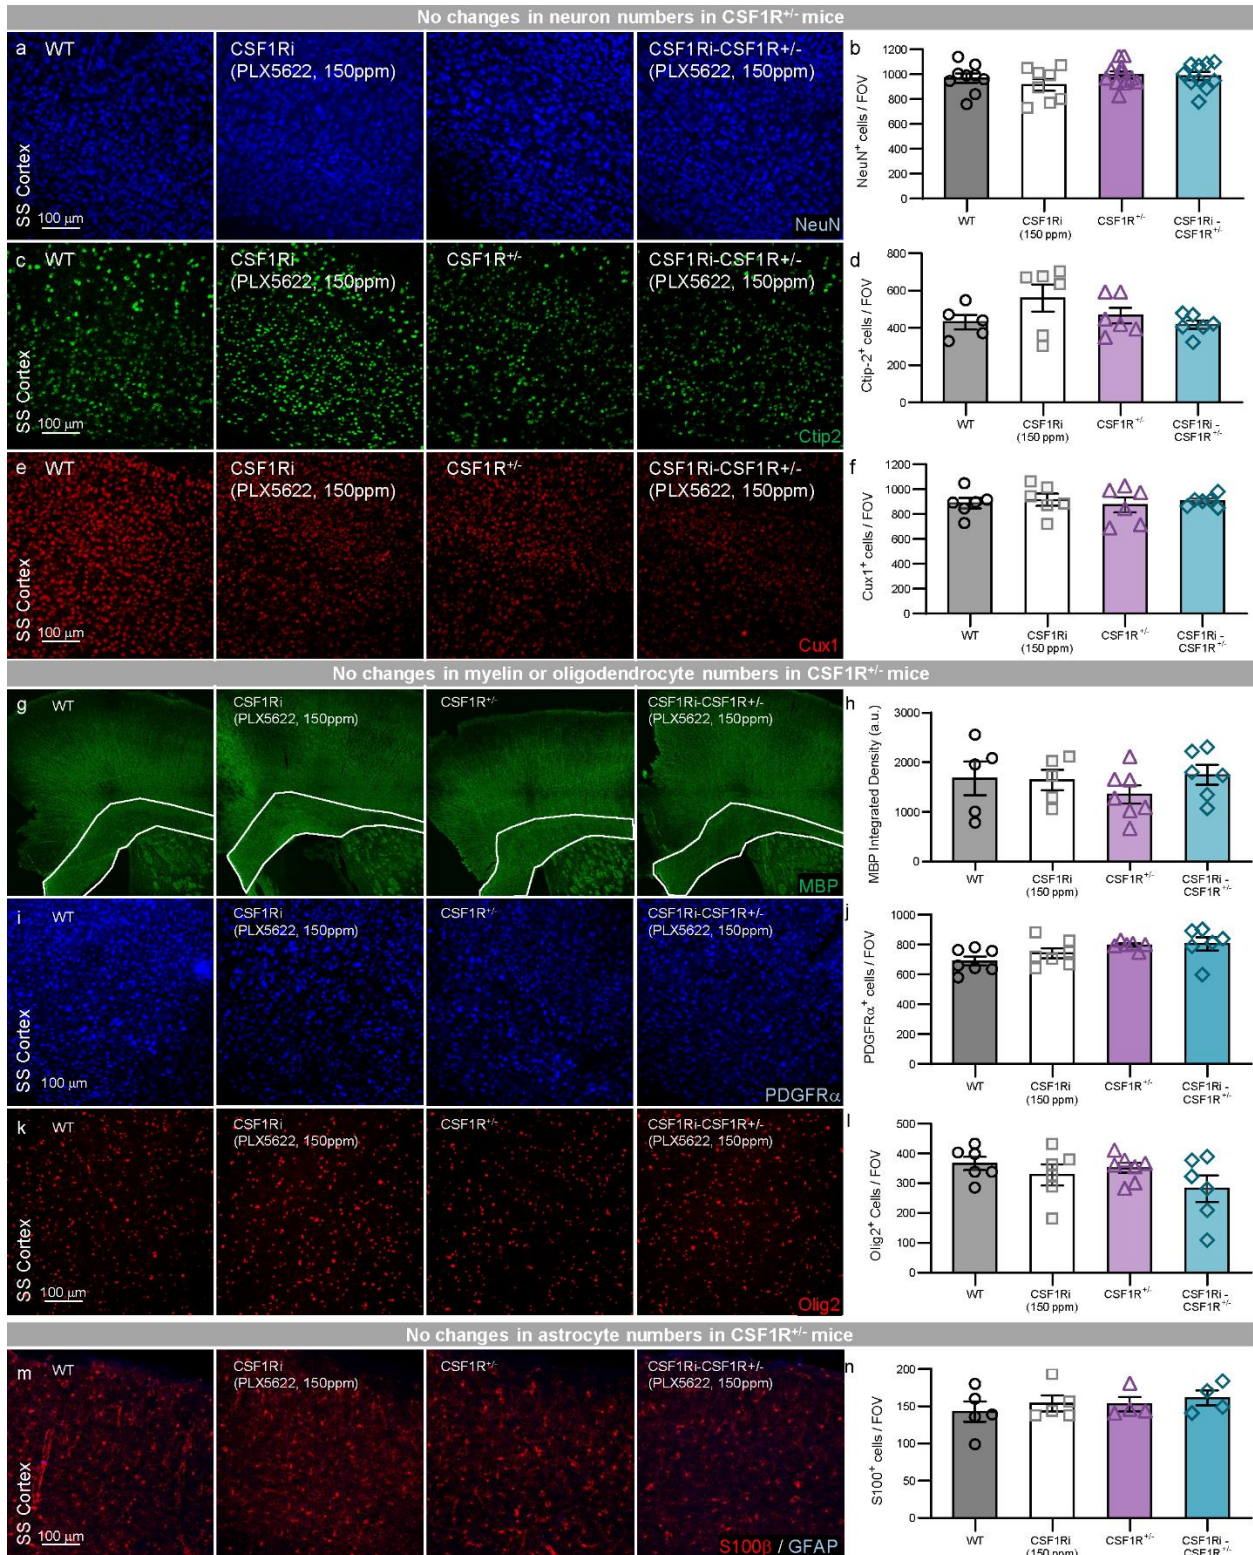 No changes in neuron numbers in CSF1R+/- mice
a WT
CSF1Ri
(PLX5622, 150ppm)
CSF1R+/-
CSF1Ri-CSF1R+/-
(PLX5622, 150ppm)
SS Cortex
100 µm
NeuN
b
NeuN+ cells / FOV
1200
1000
800
600
400
200
0
WT
CSF1Ri
(150 ppm)
CSF1R+/-
CSF1Ri -
CSF1R+/-
c WT
CSF1Ri
(PLX5622, 150ppm)
CSF1R+/-
CSF1Ri-CSF1R+/-
(PLX5622, 150ppm)
SS Cortex
100 µm
Ctip2
d
Ctip-2+ cells / FOV
800
600
400
200
0
WT
CSF1Ri
(150 ppm)
CSF1R+/-
CSF1Ri -
CSF1R+/-
e WT
CSF1Ri
(PLX5622, 150ppm)
CSF1R+/-
CSF1Ri-CSF1R+/-
(PLX5622, 150ppm)
SS Cortex
100 µm
Cux1
f
Cux1+ cells / FOV
1200
1000
800
600
400
200
0
WT
CSF1Ri
(150 ppm)
CSF1R+/-
CSF1Ri -
CSF1R+/-
No changes in myelin or oligodendrocyte numbers in CSF1R+/- mice
g WT
CSF1Ri
(PLX5622, 150ppm)
CSF1R+/-
CSF1Ri-CSF1R+/-
(PLX5622, 150ppm)
MBP
h
MBP Integrated Density (a.u.)
3000
2000
1000
0
WT
CSF1Ri
(150 ppm)
CSF1R+/-
CSF1Ri -
CSF1R+/-
i WT
CSF1Ri
(PLX5622, 150ppm)
CSF1R+/-
CSF1Ri-CSF1R+/-
(PLX5622, 150ppm)
SS Cortex
100 µm
PDGFRα
j
PDGFRα+ cells / FOV
1000
800
600
400
200
0
WT
CSF1Ri
(150 ppm)
CSF1R+/-
CSF1Ri -
CSF1R+/-
k WT
CSF1Ri
(PLX5622, 150ppm)
CSF1R+/-
CSF1Ri-CSF1R+/-
(PLX5622, 150ppm)
SS Cortex
100 µm
Olig2
l
Olig2+ Cells / FOV
500
400
300
200
100
0
WT
CSF1Ri
(150 ppm)
CSF1R+/-
CSF1Ri -
CSF1R+/-
No changes in astrocyte numbers in CSF1R+/- mice
m WT
CSF1Ri
(PLX5622, 150ppm)
CSF1R+/-
CSF1Ri-CSF1R+/-
(PLX5622, 150ppm)
SS Cortex
100 µm
S100β / GFAP
n
S100+ cells / FOV
200
150
100
50
0
WT
CSF1Ri
(150 ppm)
CSF1R+/-
CSF1Ri -
CSF1R+/-